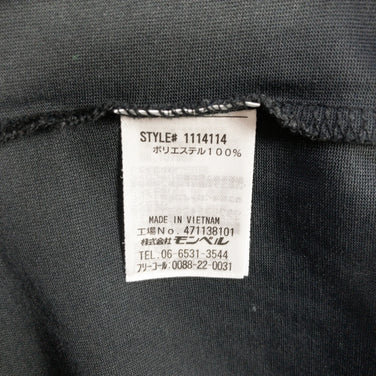 STYLE# 1114114
ポリエステル100%
MADE IN VIETNAM
工場No. 471138101
株式会社 モンベル
TEL. 06-6531-3544
フリーコール: 0088-22-0031